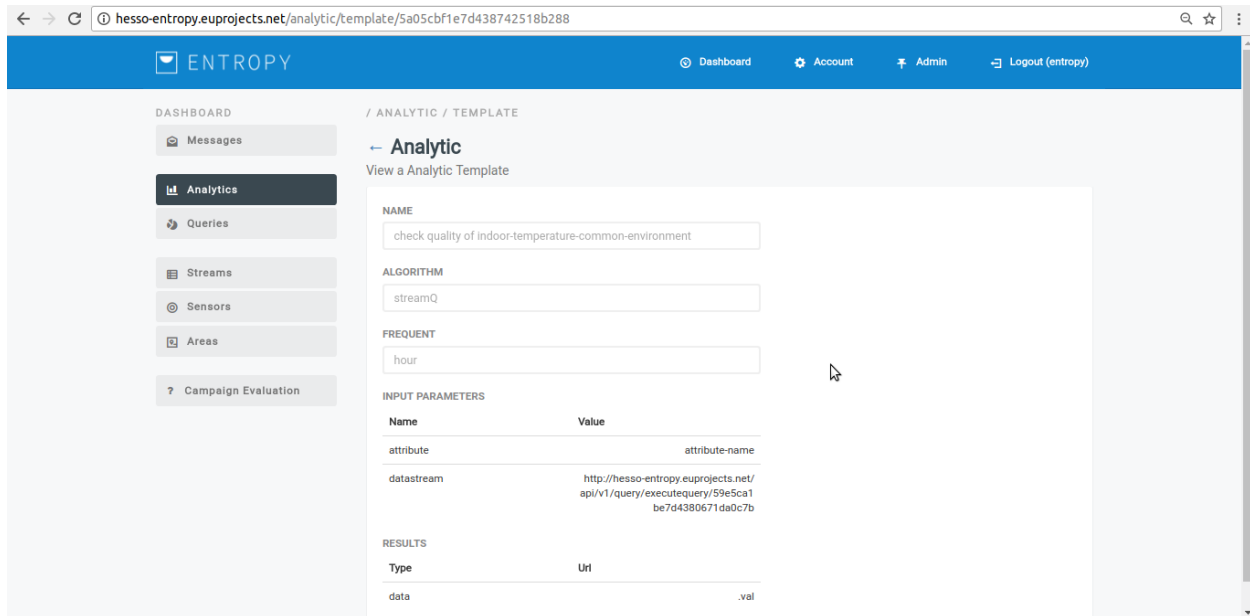 hesso-entropy.euprojects.net/analytic/template/5a05cbf1e7d438742518b288
ENTROPY
Dashboard
Account
Admin
Logout (entropy)
DASHBOARD
Messages
Analytics
Queries
Streams
Sensors
Areas
? Campaign Evaluation
/ ANALYTIC / TEMPLATE
← Analytic
View a Analytic Template
NAME
check quality of indoor-temperature-common-environment
ALGORITHM
streamQ
FREQUENT
hour
INPUT PARAMETERS
Name Value
attribute attribute-name
datastream http://hesso-entropy.euprojects.net/
api/v1/query/executequery/59e5ca1
be7d4380671da0c7b
RESULTS
Type Url
data .val